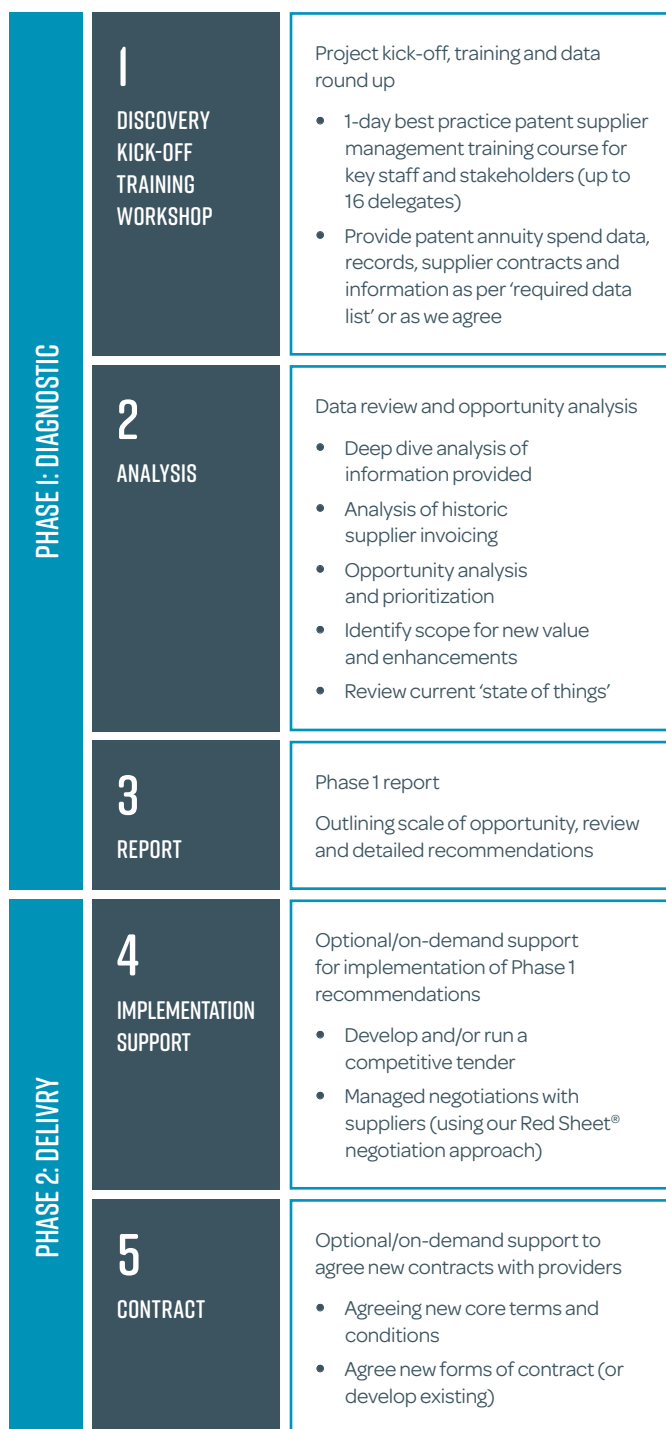 PHASE 1: DIAGNOSTIC
1
DISCOVERY
KICK-OFF
TRAINING
WORKSHOP
Project kick-off, training and data
round up
• 1-day best practice patent supplier
management training course for
key staff and stakeholders (up to
16 delegates)
• Provide patent annuity spend data,
records, supplier contracts and
information as per ‘required data
list’ or as we agree
2
ANALYSIS
Data review and opportunity analysis
• Deep dive analysis of
information provided
• Analysis of historic
supplier invoicing
• Opportunity analysis
and prioritization
• Identify scope for new value
and enhancements
• Review current ‘state of things’
3
REPORT
Phase 1 report
Outlining scale of opportunity, review
and detailed recommendations
PHASE 2: DELIVRY
4
IMPLEMENTATION
SUPPORT
Optional/on-demand support
for implementation of Phase 1
recommendations
• Develop and/or run a
competitive tender
• Managed negotiations with
suppliers (using our Red Sheet®
negotiation approach)
5
CONTRACT
Optional/on-demand support to
agree new contracts with providers
• Agreeing new core terms and
conditions
• Agree new forms of contract (or
develop existing)